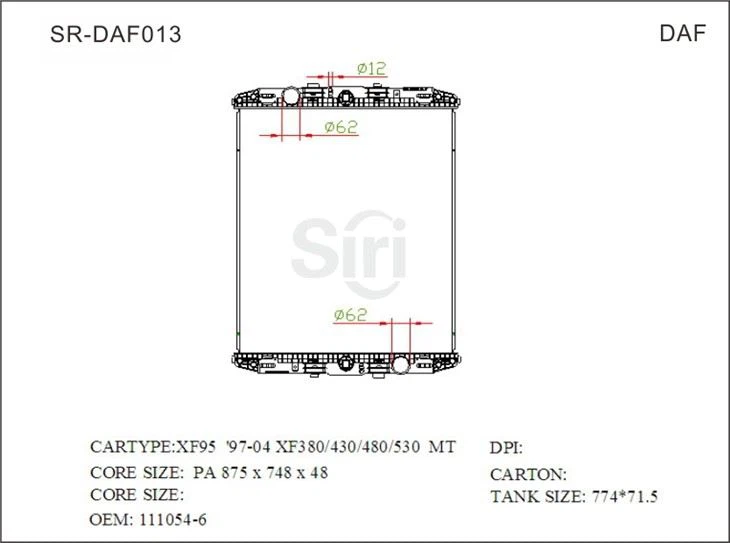 SR-DAF013
DAF
Ø12
Ø62
Siri
Ø62
CARTYPE:XF95 '97-04 XF380/430/480/530 MT
DPI:
CORE SIZE: PA 875 x 748 x 48
CARTON:
CORE SIZE:
TANK SIZE: 774*71.5
OEM: 111054-6